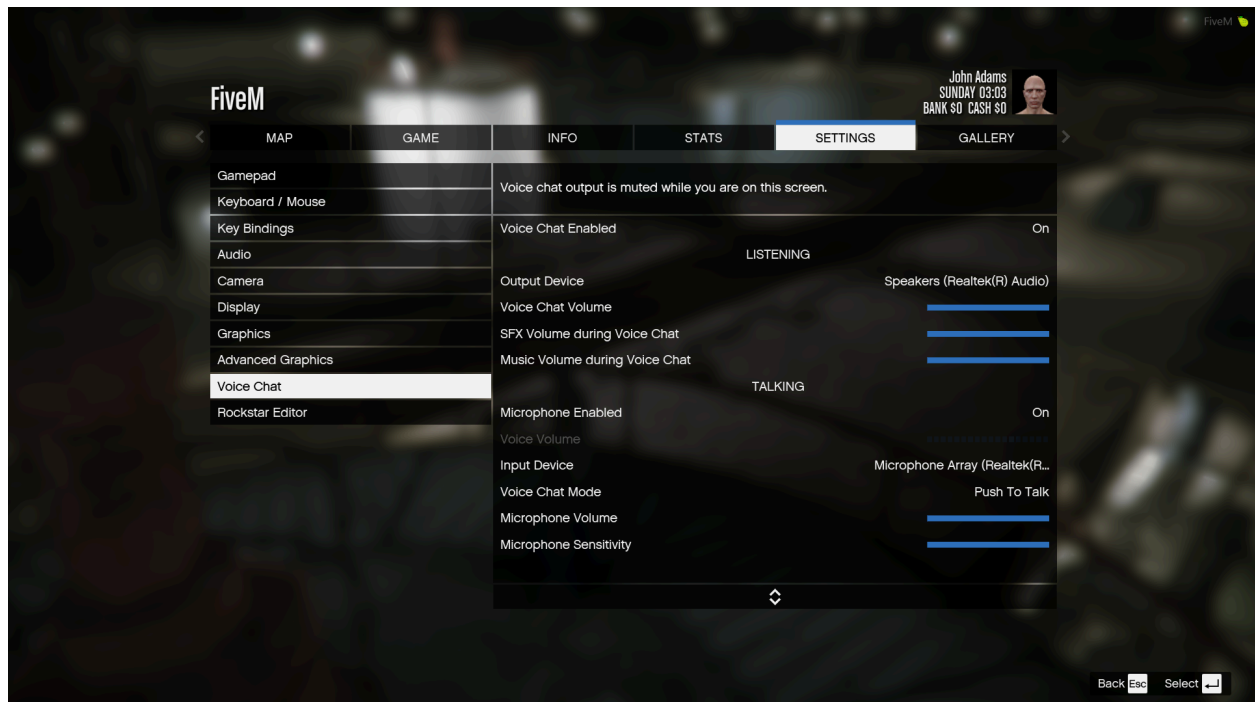 FiveM
FiveM
John Adams
SUNDAY 03:03
BANK $0 CASH $0
MAP GAME INFO STATS SETTINGS GALLERY
Gamepad
Keyboard / Mouse
Key Bindings
Audio
Camera
Display
Graphics
Advanced Graphics
Voice Chat
Rockstar Editor
Voice chat output is muted while you are on this screen.
Voice Chat Enabled On
LISTENING
Output Device Speakers (Realtek(R) Audio)
Voice Chat Volume
SFX Volume during Voice Chat
Music Volume during Voice Chat
TALKING
Microphone Enabled On
Voice Volume
Input Device Microphone Array (Realtek(R...
Voice Chat Mode Push To Talk
Microphone Volume
Microphone Sensitivity
Back Esc Select